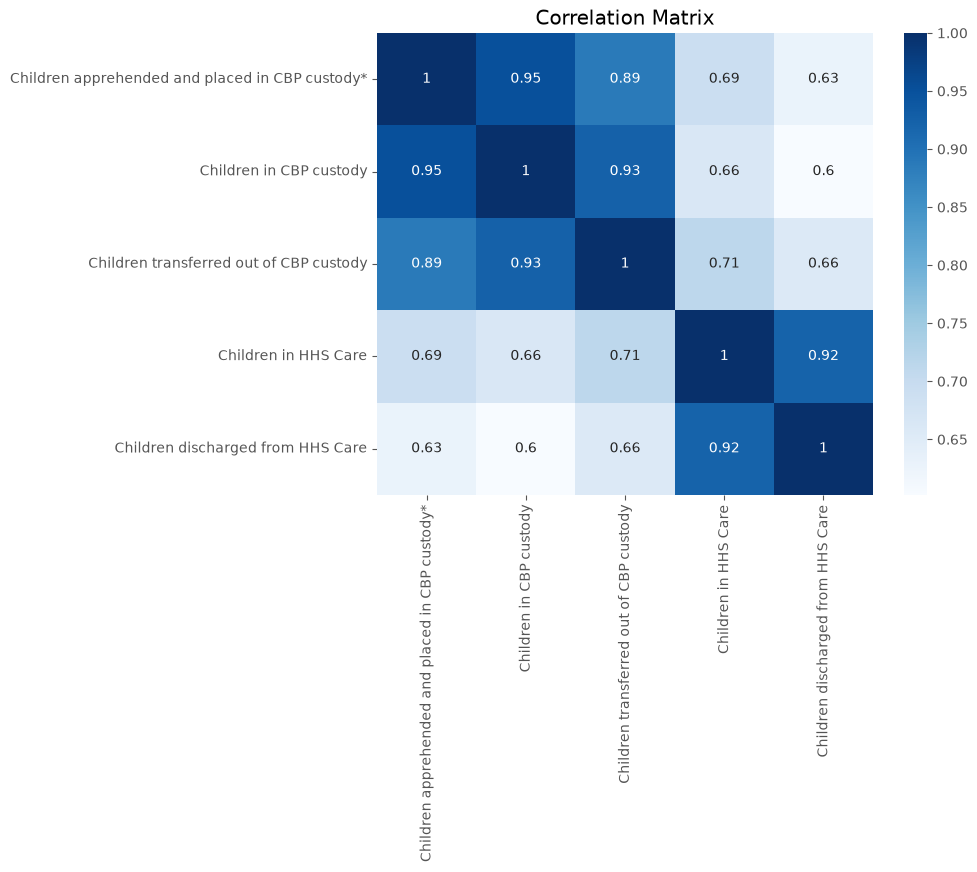 Correlation Matrix
Children apprehended and placed in CBP custody* 1 0.95 0.89 0.69 0.63
Children in CBP custody 0.95 1 0.93 0.66 0.6
Children transferred out of CBP custody 0.89 0.93 1 0.71 0.66
Children in HHS Care 0.69 0.66 0.71 1 0.92
Children discharged from HHS Care 0.63 0.6 0.66 0.92 1
Children apprehended and placed in CBP custody*
Children in CBP custody
Children transferred out of CBP custody
Children in HHS Care
Children discharged from HHS Care
1.00
0.95
0.90
0.85
0.80
0.75
0.70
0.65